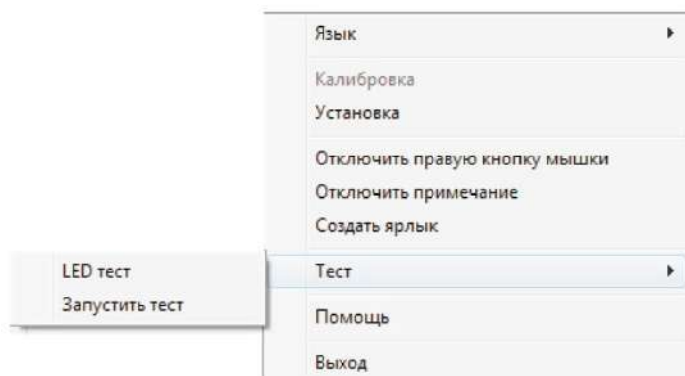 Язык
Калибровка
Установка
Отключить правую кнопку мышки
Отключить примечание
Создать ярлык
Тест
LED тест
Запустить тест
Помощь
Выход